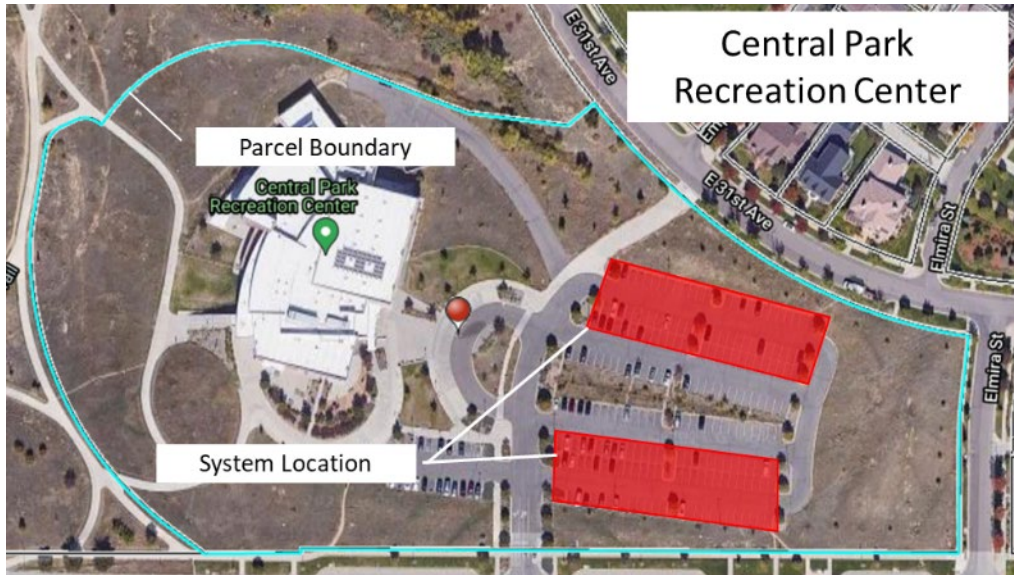 Central Park
Recreation Center
E 31st Ave
Parcel Boundary
Central Park
Recreation Center
E 31st Ave
Elmira St
Elmira St
System Location